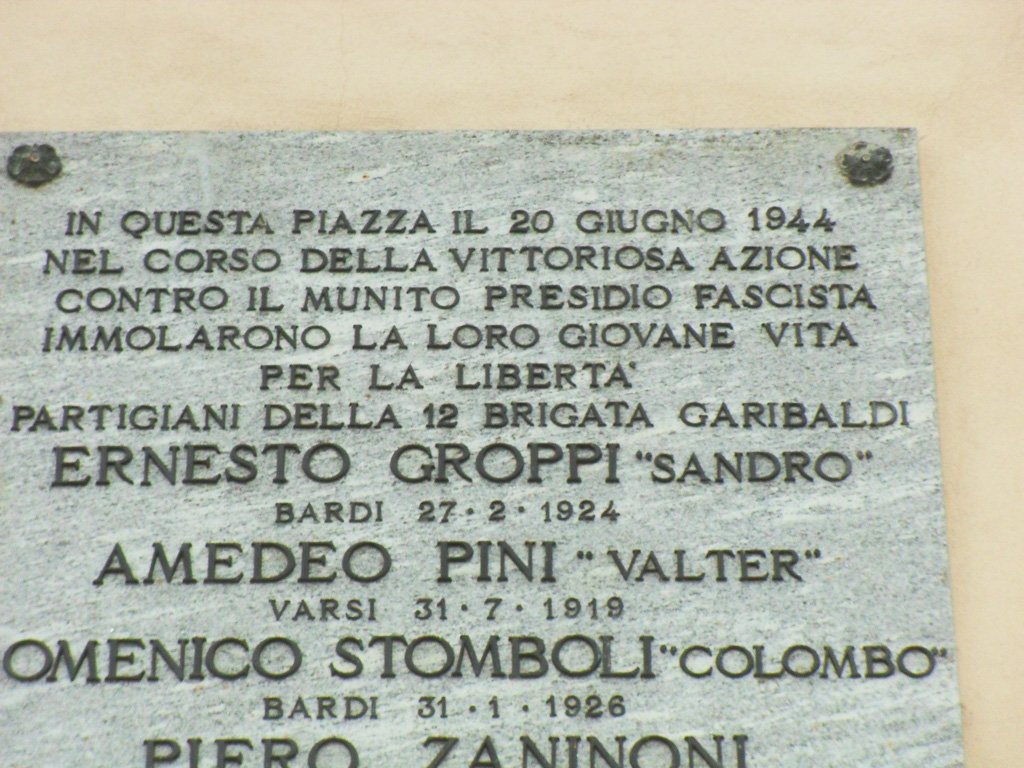 IN QUESTA PIAZZA IL 20 GIUGNO 1944
NEL CORSO DELLA VITTORIOSA AZIONE
CONTRO IL MUNITO PRESIDIO FASCISTA
IMMOLARONO LA LORO GIOVANE VITA
PER LA LIBERTA'
PARTIGIANI DELLA 12 BRIGATA GARIBALDI
ERNESTO GROPPI "SANDRO"
BARDI 27·2·1924
AMEDEO PINI "VALTER"
VARSI 31·7·1919
OMENICO STOMBOLI "COLOMBO"
BARDI 31·1·1926
PIERO ZANINONI